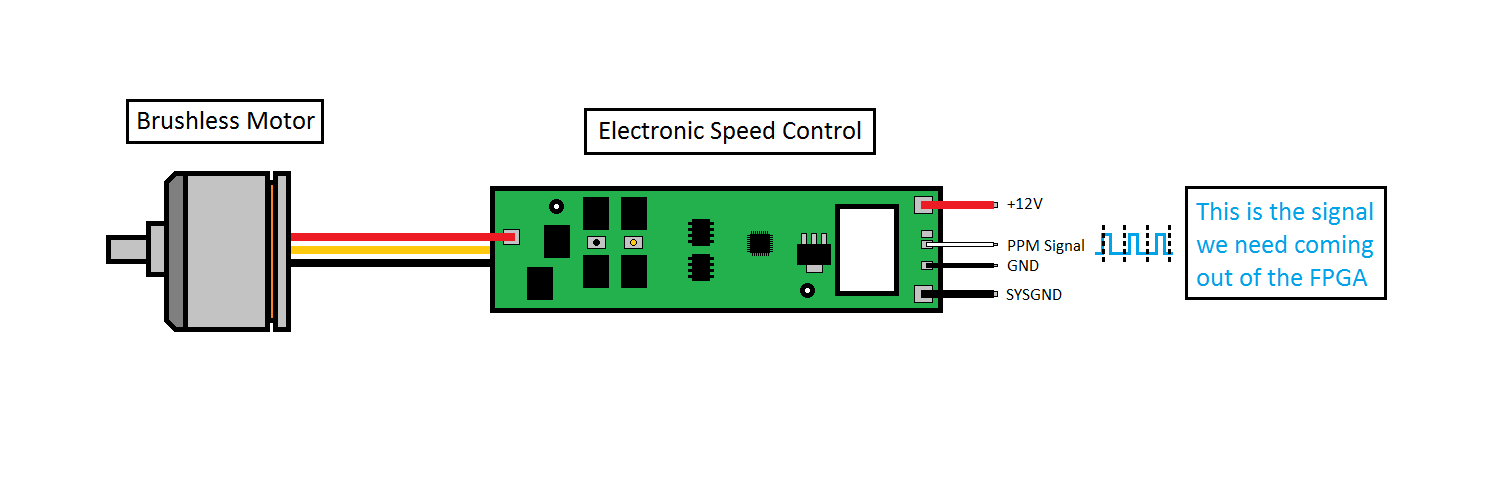 Brushless Motor
Electronic Speed Control
+12V
PPM Signal
GND
SYSGND
This is the signal
we need coming
out of the FPGA